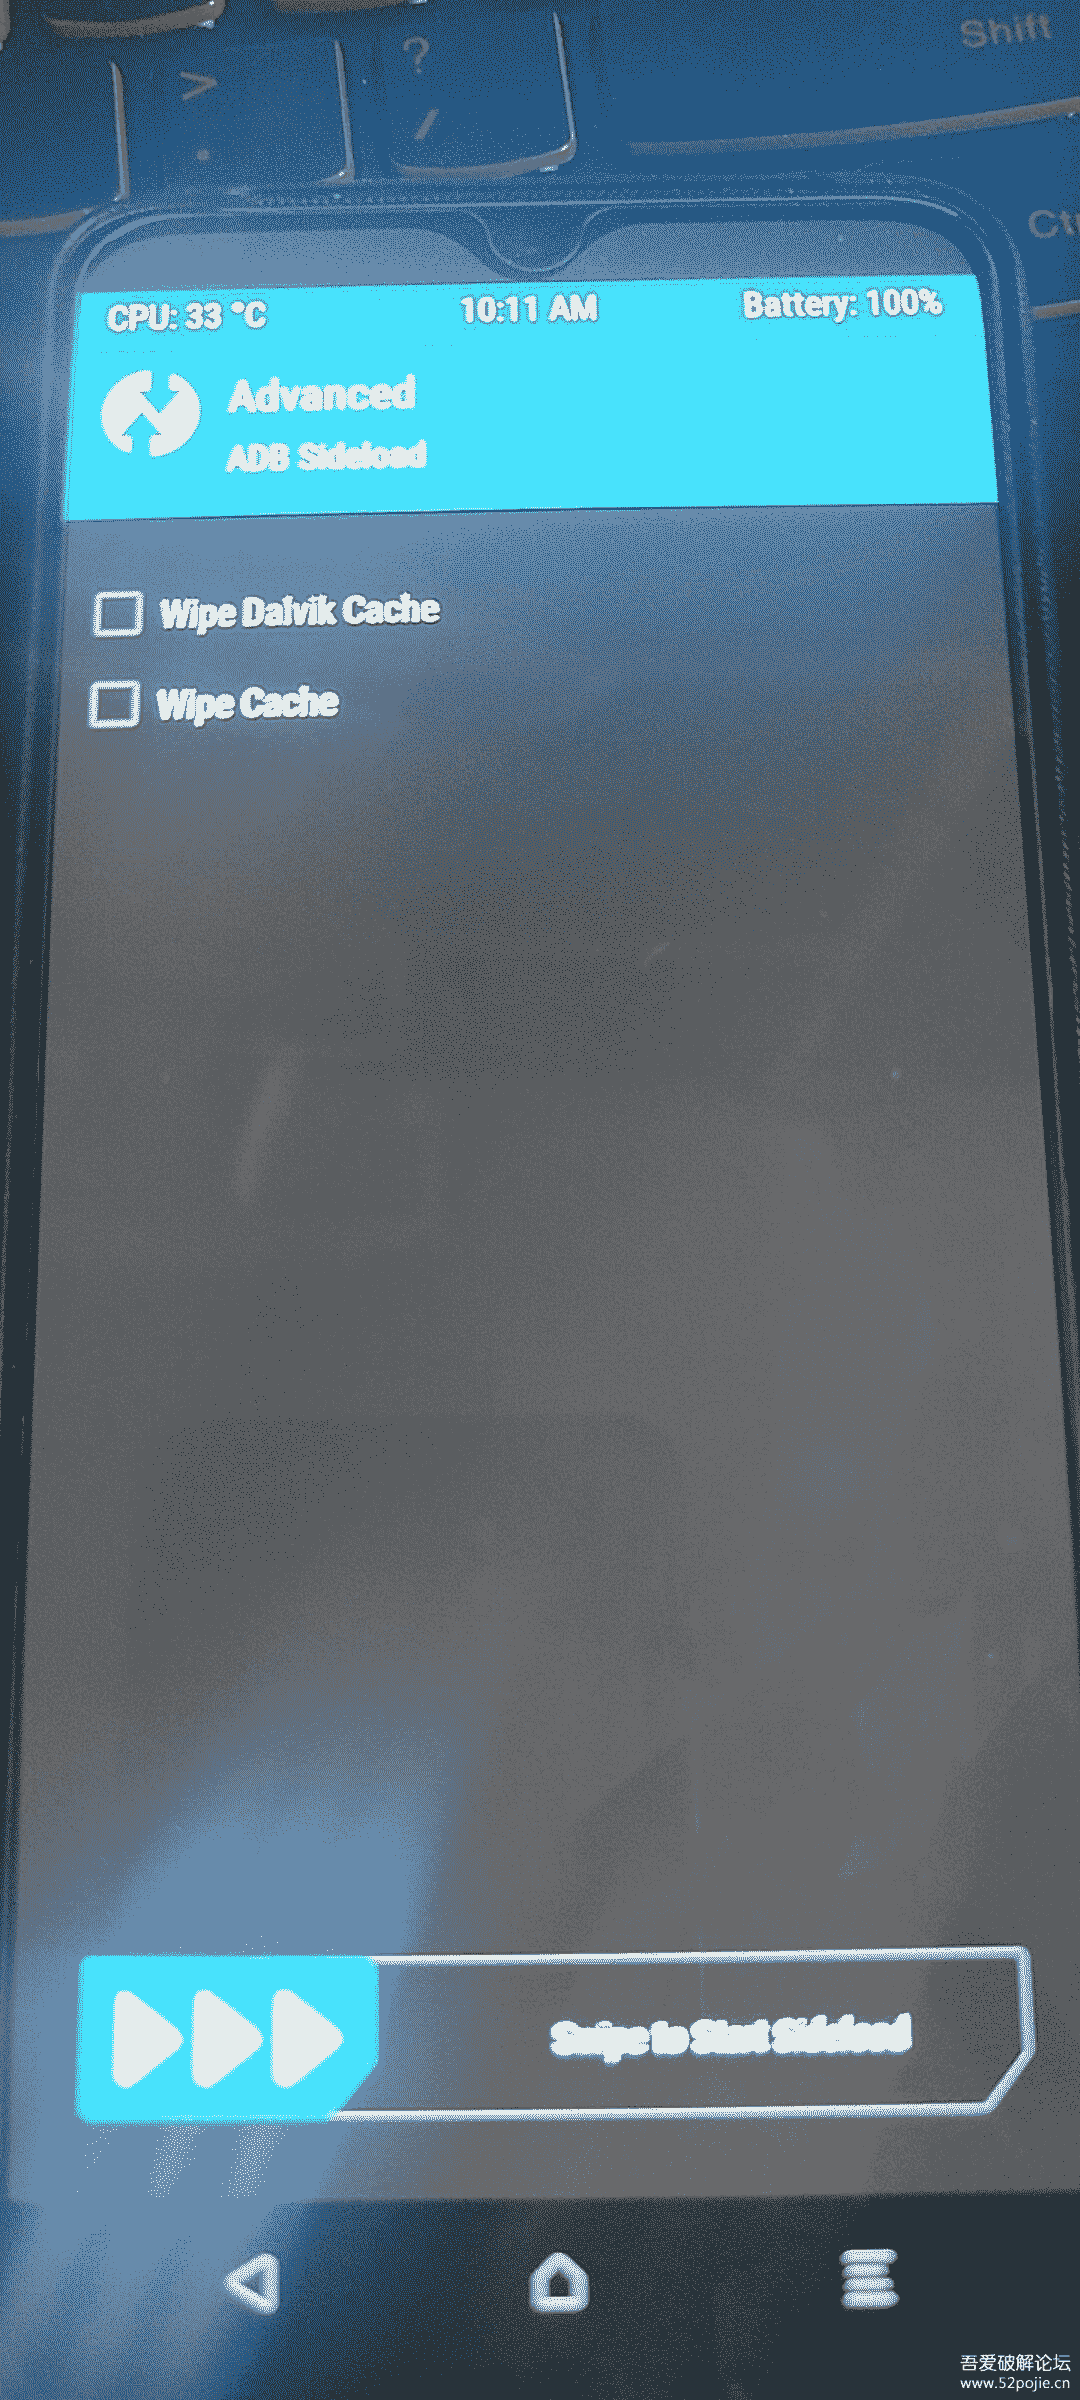 Shift
>
.
?
/
CPU: 33 °C
10:11 AM
Battery: 100%
Advanced
ADB Sideload
Wipe Dalvik Cache
Wipe Cache
Swipe to Start Sideload
吾爱破解论坛
www.52pojie.cn